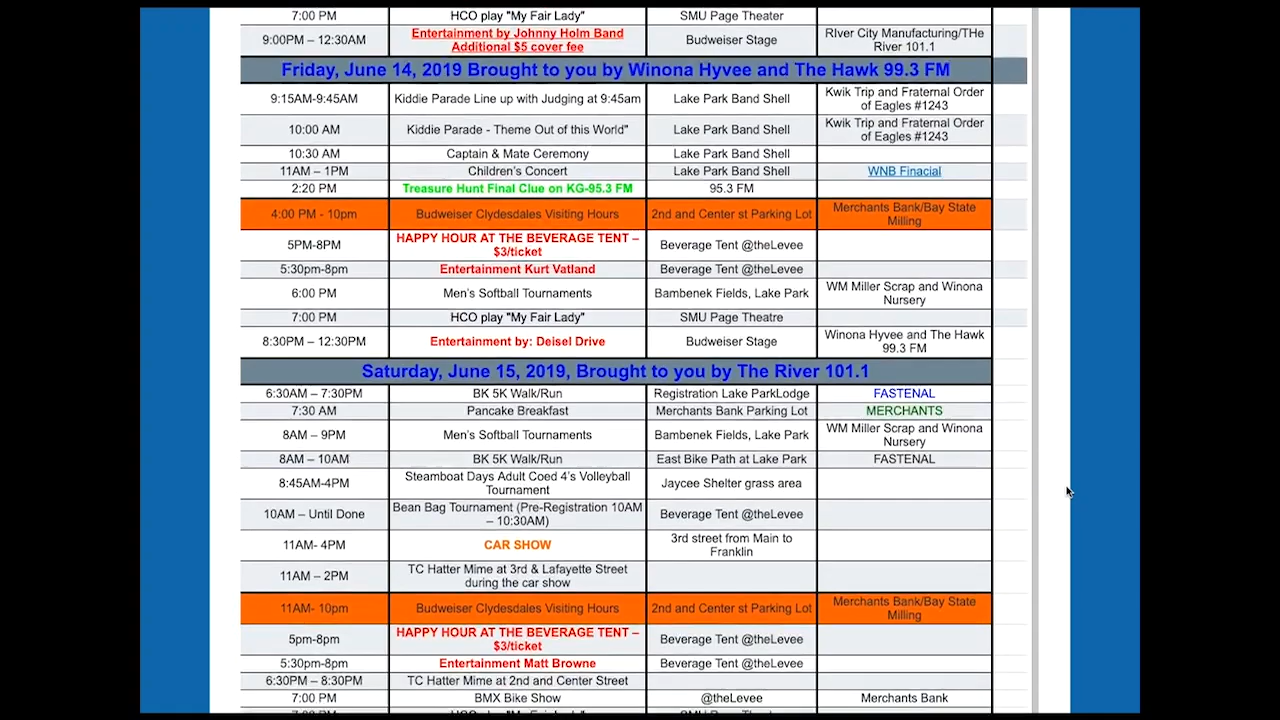 7:00 PM HCO play "My Fair Lady" SMU Page Theater
9:00PM – 12:30AM Entertainment by Johnny Holm Band Additional $5 cover fee Budweiser Stage RIver City Manufacturing/THe River 101.1
Friday, June 14, 2019 Brought to you by Winona Hyvee and The Hawk 99.3 FM
9:15AM-9:45AM Kiddie Parade Line up with Judging at 9:45am Lake Park Band Shell Kwik Trip and Fraternal Order of Eagles #1243
10:00 AM Kiddie Parade - Theme Out of this World" Lake Park Band Shell Kwik Trip and Fraternal Order of Eagles #1243
10:30 AM Captain & Mate Ceremony Lake Park Band Shell
11AM – 1PM Children's Concert Lake Park Band Shell WNB Finacial
2:20 PM Treasure Hunt Final Clue on KG-95.3 FM 95.3 FM
4:00 PM - 10pm Budweiser Clydesdales Visiting Hours 2nd and Center st Parking Lot Merchants Bank/Bay State Milling
5PM-8PM HAPPY HOUR AT THE BEVERAGE TENT – $3/ticket Beverage Tent @theLevee
5:30pm-8pm Entertainment Kurt Vatland Beverage Tent @theLevee
6:00 PM Men's Softball Tournaments Bambenek Fields, Lake Park WM Miller Scrap and Winona Nursery
7:00 PM HCO play "My Fair Lady" SMU Page Theatre
8:30PM – 12:30PM Entertainment by: Deisel Drive Budweiser Stage Winona Hyvee and The Hawk 99.3 FM
Saturday, June 15, 2019, Brought to you by The River 101.1
6:30AM – 7:30PM BK 5K Walk/Run Registration Lake ParkLodge FASTENAL
7:30 AM Pancake Breakfast Merchants Bank Parking Lot MERCHANTS
8AM – 9PM Men's Softball Tournaments Bambenek Fields, Lake Park WM Miller Scrap and Winona Nursery
8AM – 10AM BK 5K Walk/Run East Bike Path at Lake Park FASTENAL
8:45AM-4PM Steamboat Days Adult Coed 4's Volleyball Tournament Jaycee Shelter grass area
10AM – Until Done Bean Bag Tournament (Pre-Registration 10AM – 10:30AM) Beverage Tent @theLevee
11AM- 4PM CAR SHOW 3rd street from Main to Franklin
11AM – 2PM TC Hatter Mime at 3rd & Lafayette Street during the car show
11AM- 10pm Budweiser Clydesdales Visiting Hours 2nd and Center st Parking Lot Merchants Bank/Bay State Milling
5pm-8pm HAPPY HOUR AT THE BEVERAGE TENT – $3/ticket Beverage Tent @theLevee
5:30pm-8pm Entertainment Matt Browne Beverage Tent @theLevee
6:30PM – 8:30PM TC Hatter Mime at 2nd and Center Street
7:00 PM BMX Bike Show @theLevee Merchants Bank